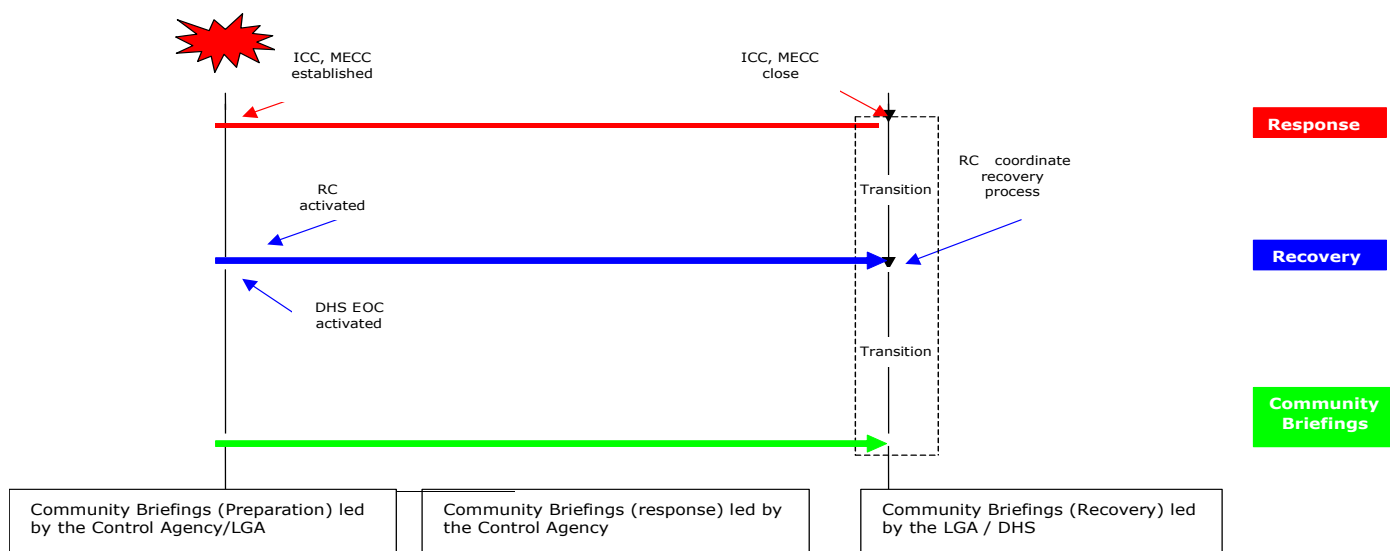 ICC, MECC
established
ICC, MECC
close
Response
RC coordinate
recovery
process
Transition
RC
activated
Recovery
DHS EOC
activated
Transition
Community
Briefings
Community Briefings (Preparation) led
by the Control Agency/LGA
Community Briefings (response) led by
the Control Agency
Community Briefings (Recovery) led
by the LGA / DHS